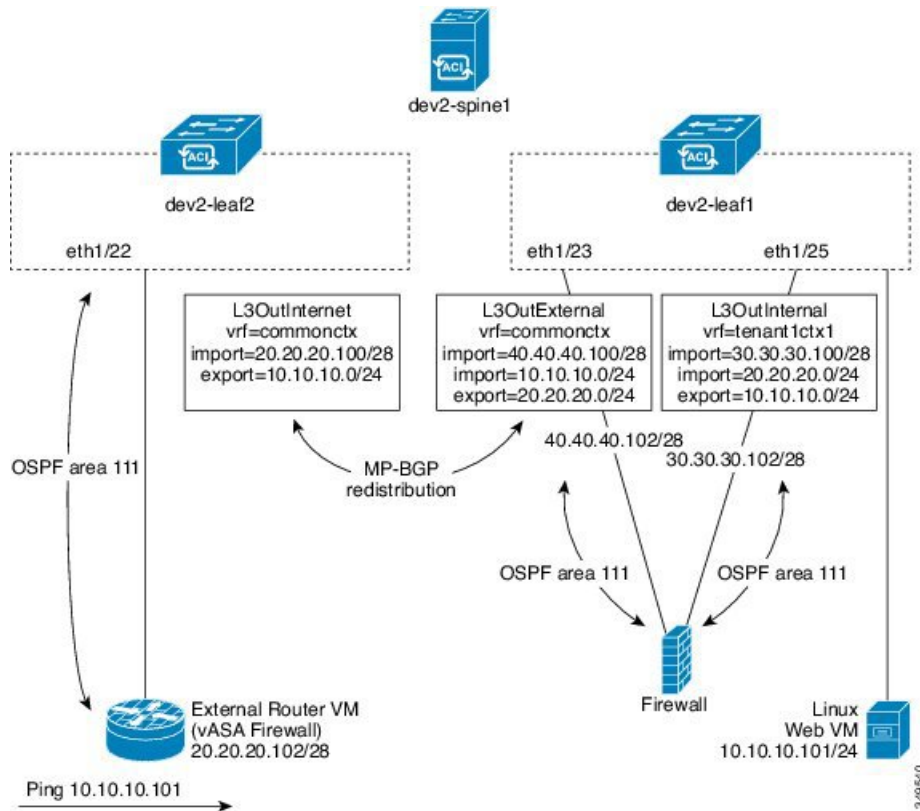 ACI
dev2-spine1
ACI
dev2-leaf2
eth1/22
ACI
dev2-leaf1
eth1/23
eth1/25
L3OutInternet
vrf=commonctx
import=20.20.20.100/28
export=10.10.10.0/24
L3OutExternal
vrf=commonctx
import=40.40.40.100/28
import=10.10.10.0/24
export=20.20.20.0/24
L3OutInternal
vrf=tenant1ctx1
import=30.30.30.100/28
import=20.20.20.0/24
export=10.10.10.0/24
40.40.40.102/28
30.30.30.102/28
OSPF area 111
MP-BGP
redistribution
OSPF area 111
OSPF area 111
External Router VM
(vASA Firewall)
20.20.20.102/28
Firewall
Linux
Web VM
10.10.10.101/24
Ping 10.10.10.101